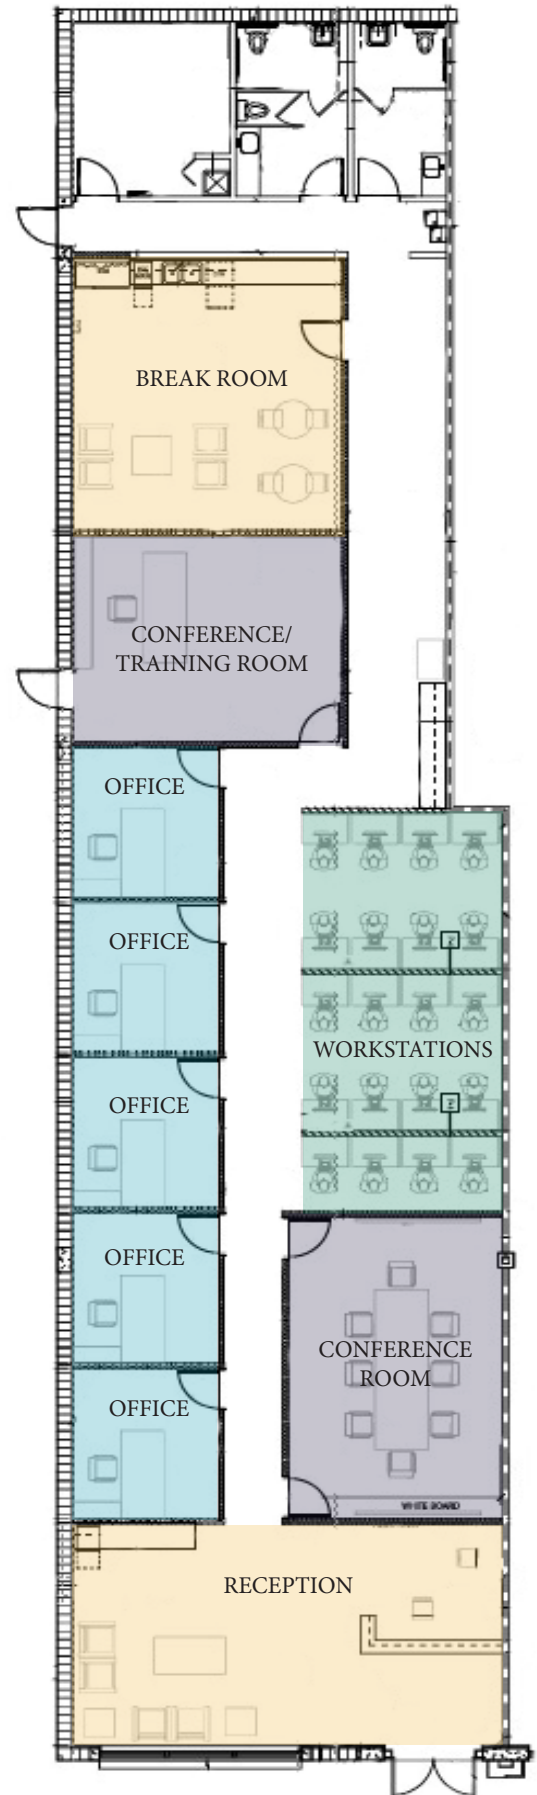 BREAK ROOM
CONFERENCE/
TRAINING ROOM
OFFICE
OFFICE
WORKSTATIONS
OFFICE
OFFICE
CONFERENCE
ROOM
OFFICE
WHITE BOARD
RECEPTION